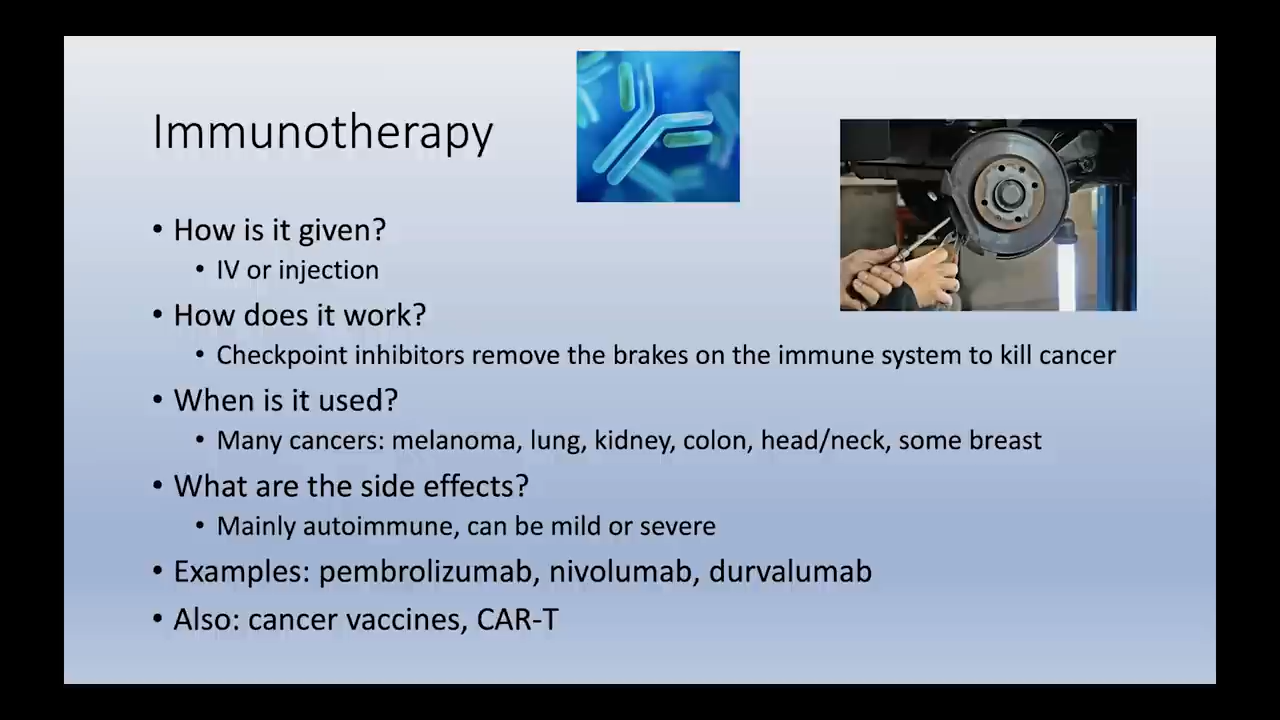 Immunotherapy
• How is it given?
• IV or injection
• How does it work?
• Checkpoint inhibitors remove the brakes on the immune system to kill cancer
• When is it used?
• Many cancers: melanoma, lung, kidney, colon, head/neck, some breast
• What are the side effects?
• Mainly autoimmune, can be mild or severe
• Examples: pembrolizumab, nivolumab, durvalumab
• Also: cancer vaccines, CAR-T